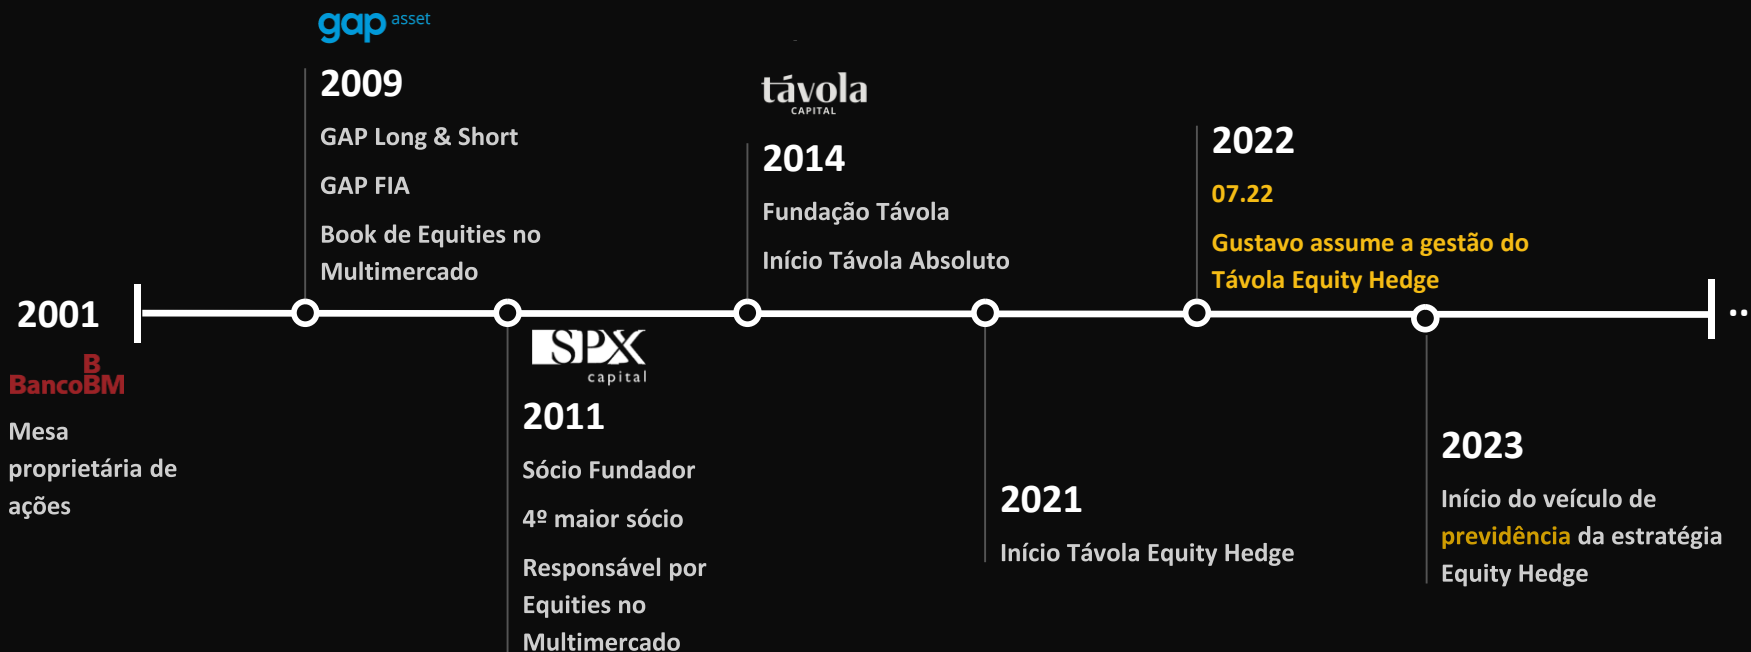 2001
B
BancoBM
Mesa
proprietária de
ações
gap asset
2009
GAP Long & Short
GAP FIA
Book de Equities no
Multimercado
SPX
capital
2011
Sócio Fundador
4º maior sócio
Responsável por
Equities no
Multimercado
távola
CAPITAL
2014
Fundação Távola
Início Távola Absoluto
2021
Início Távola Equity Hedge
2022
07.22
Gustavo assume a gestão do
Távola Equity Hedge
2023
Início do veículo de
previdência da estratégia
Equity Hedge
..